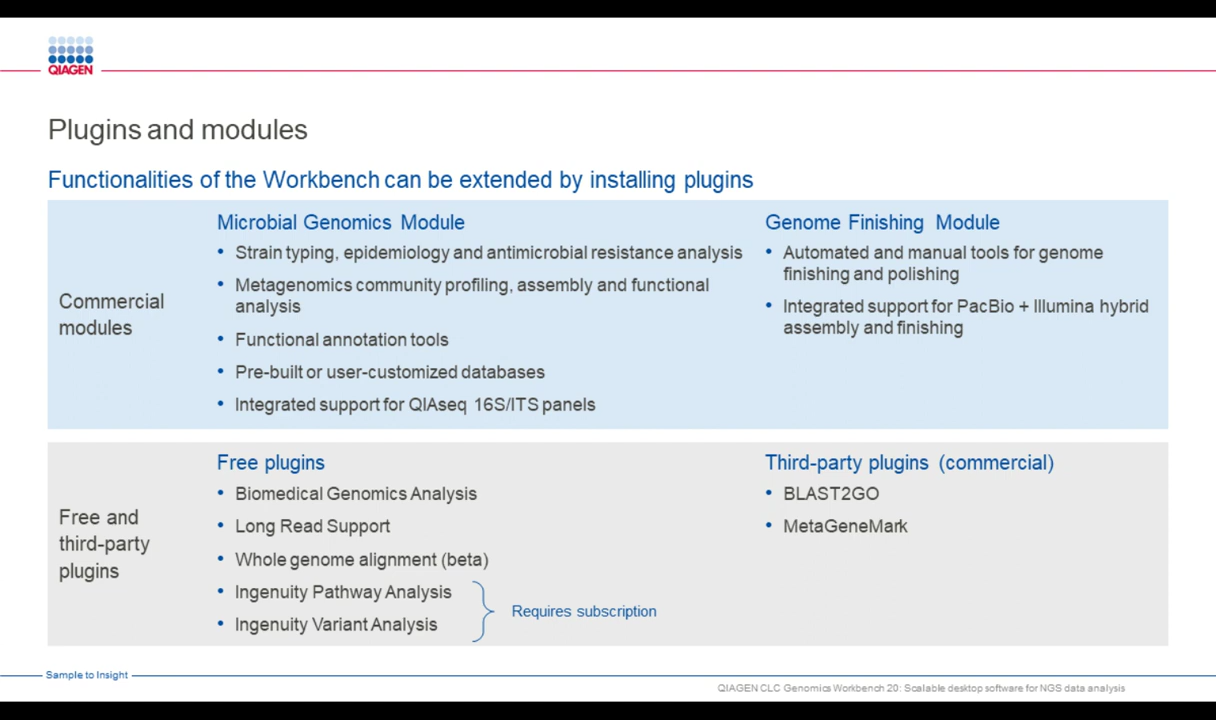 QIAGEN
Plugins and modules
Functionalities of the Workbench can be extended by installing plugins
Commercial
modules
Microbial Genomics Module
• Strain typing, epidemiology and antimicrobial resistance analysis
• Metagenomics community profiling, assembly and functional
analysis
• Functional annotation tools
• Pre-built or user-customized databases
• Integrated support for QIAseq 16S/ITS panels
Genome Finishing Module
• Automated and manual tools for genome
finishing and polishing
• Integrated support for PacBio + Illumina hybrid
assembly and finishing
Free and
third-party
plugins
Free plugins
• Biomedical Genomics Analysis
• Long Read Support
• Whole genome alignment (beta)
• Ingenuity Pathway Analysis
• Ingenuity Variant Analysis
Requires subscription
Third-party plugins (commercial)
• BLAST2GO
• MetaGeneMark
Sample to Insight
QIAGEN CLC Genomics Workbench 20: Scalable desktop software for NGS data analysis